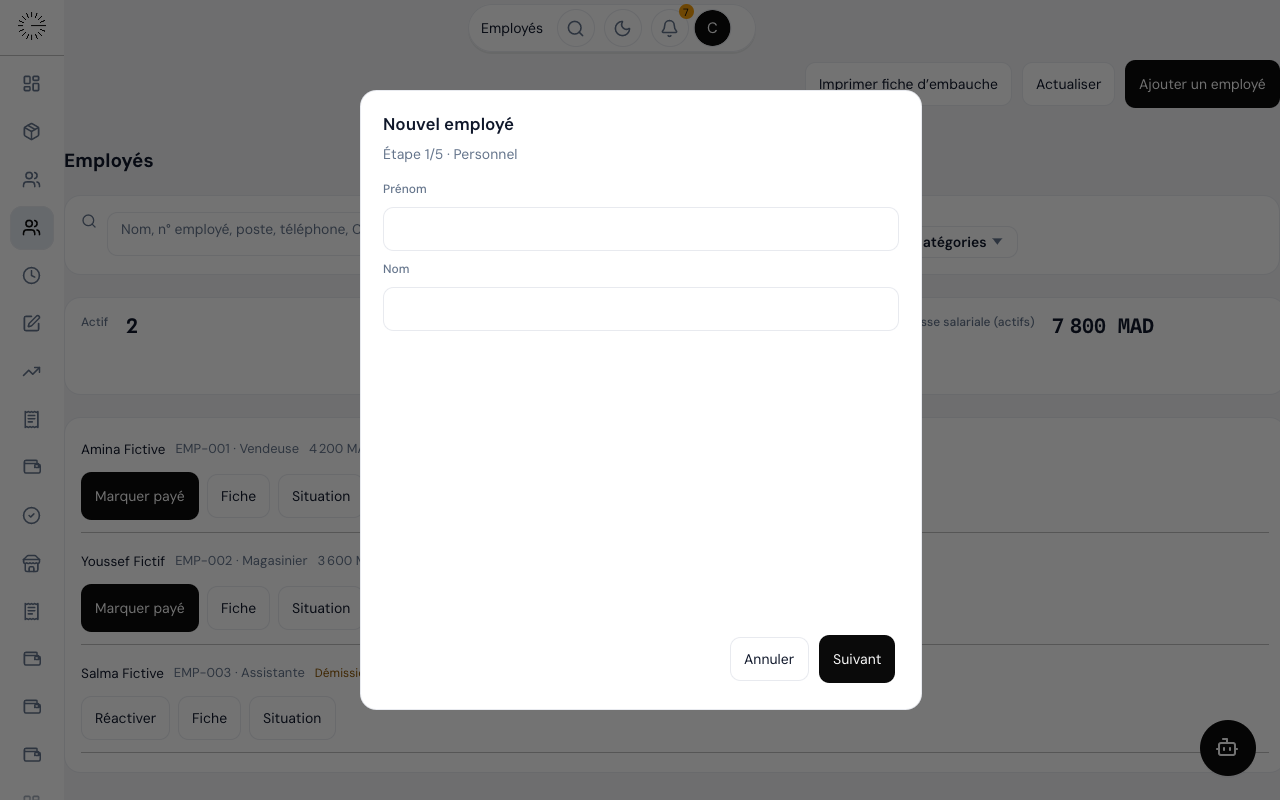 Employés
7
C
Imprimer fiche d'embauche
Actualiser
Ajouter un employé
Employés
Nom, n° employé, poste, téléphone, C
atégories
Actif
2
sse salariale (actifs)
7 800 MAD
Amina Fictive
EMP-001 · Vendeuse
4 200 MA
Marquer payé
Fiche
Situation
Youssef Fictif
EMP-002 · Magasinier
3 600 M
Marquer payé
Fiche
Situation
Salma Fictive
EMP-003 · Assistante
Démissi
Réactiver
Fiche
Situation
Nouvel employé
Étape 1/5 · Personnel
Prénom
Nom
Annuler
Suivant